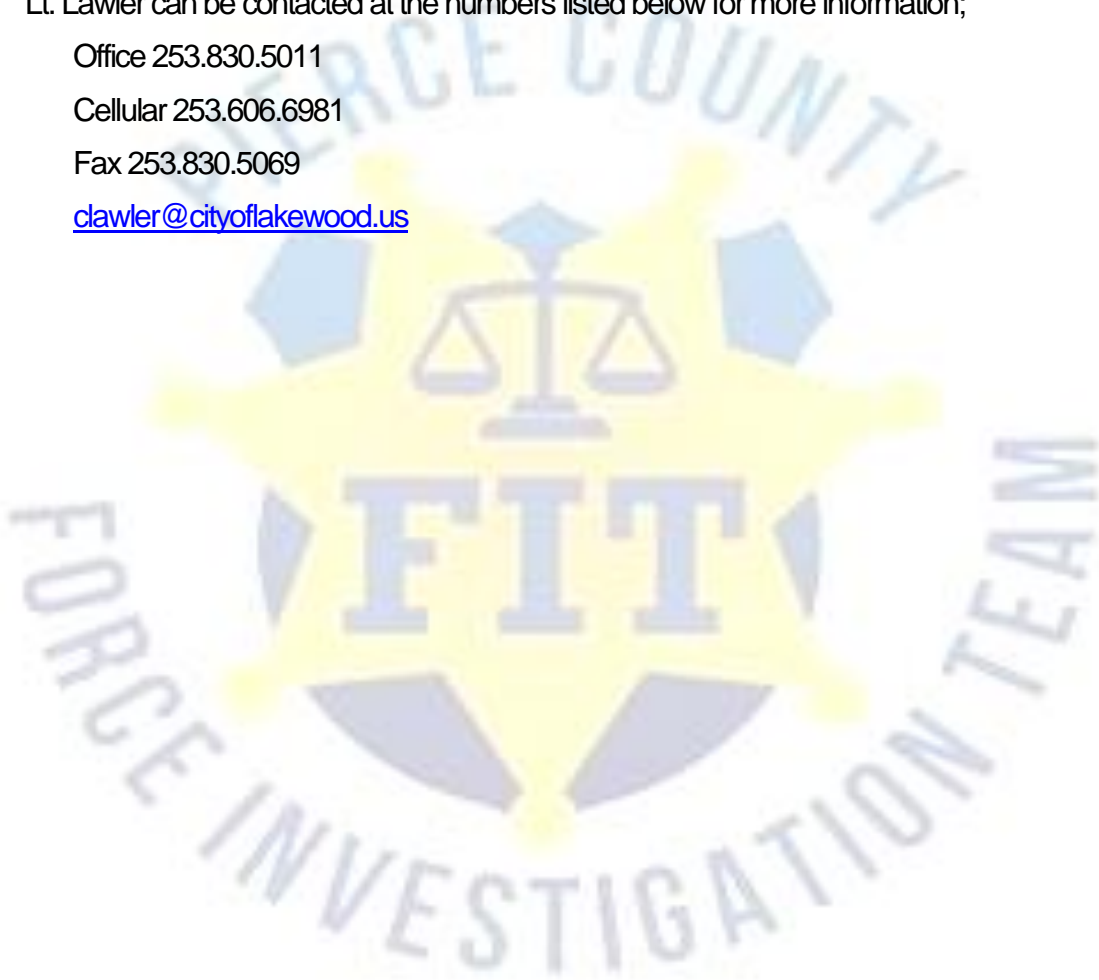 Lt. Lawler can be contacted at the numbers listed below for more information;
Office 253.830.5011
Cellular 253.606.6981
Fax 253.830.5069
clawler@cityoflakewood.us
PIERCE COUNTY
FIT
FORCE INVESTIGATION TEAM